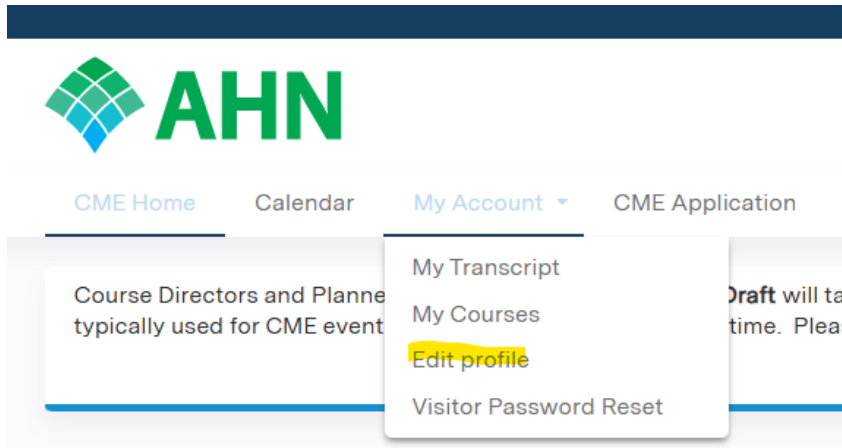 AHN
CME Home Calendar My Account CME Application
My Transcript
My Courses
Edit profile
Visitor Password Reset
Course Directors and Planne
Draft will ta
typically used for CME event
time. Pleas